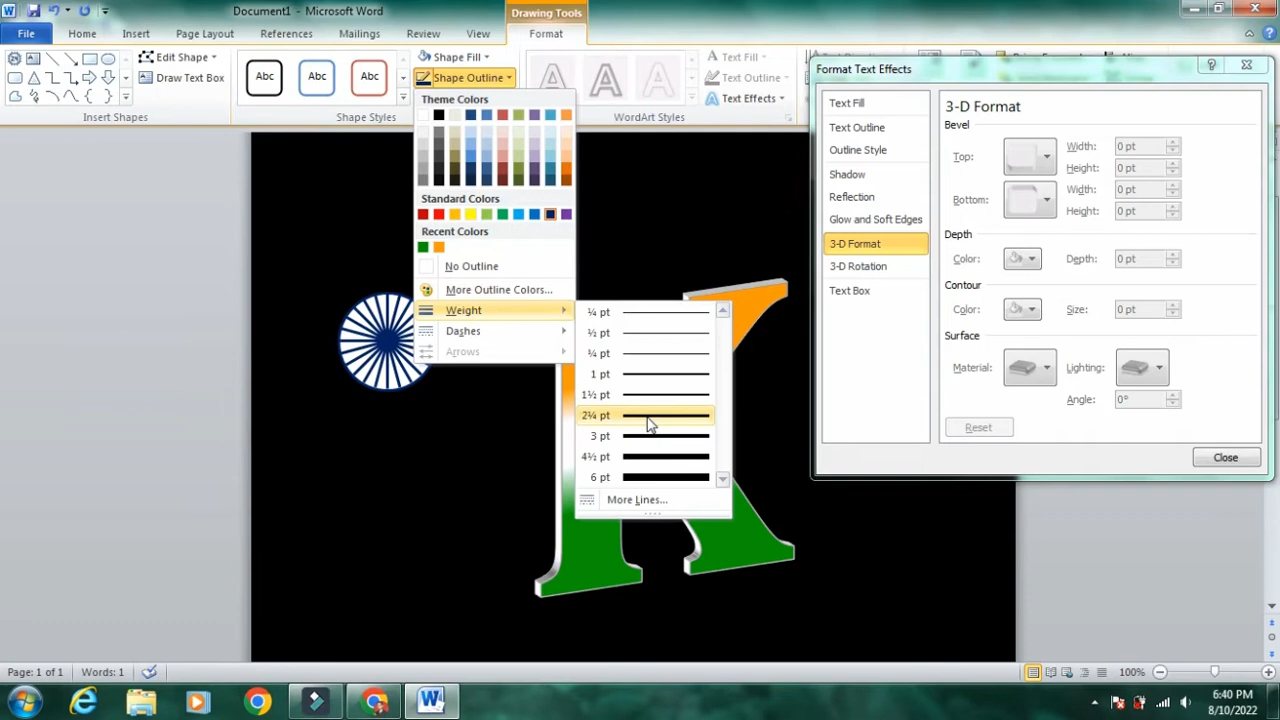 Document1 - Microsoft Word
Drawing Tools
File
Home
Insert
Page Layout
References
Mailings
Review
View
Format
Edit Shape
Draw Text Box
Insert Shapes
Abc
Abc
Abc
Shape Fill
Shape Outline
Shape Styles
Text Fill
Text Outline
Text Effects
WordArt Styles
Theme Colors
Standard Colors
Recent Colors
No Outline
More Outline Colors...
Weight
Dashes
Arrows
¼ pt
½ pt
¼ pt
1 pt
1½ pt
2¼ pt
3 pt
4½ pt
6 pt
More Lines...
Format Text Effects
Text Fill
Text Outline
Outline Style
Shadow
Reflection
Glow and Soft Edges
3-D Format
3-D Rotation
Text Box
3-D Format
Bevel
Top:
Width: 0 pt
Height: 0 pt
Bottom:
Width: 0 pt
Height: 0 pt
Depth
Color:
Depth: 0 pt
Contour
Color:
Size: 0 pt
Surface
Material:
Lighting:
Angle: 0°
Reset
Close
Page: 1 of 1
Words: 1
100%
6:40 PM
8/10/2022